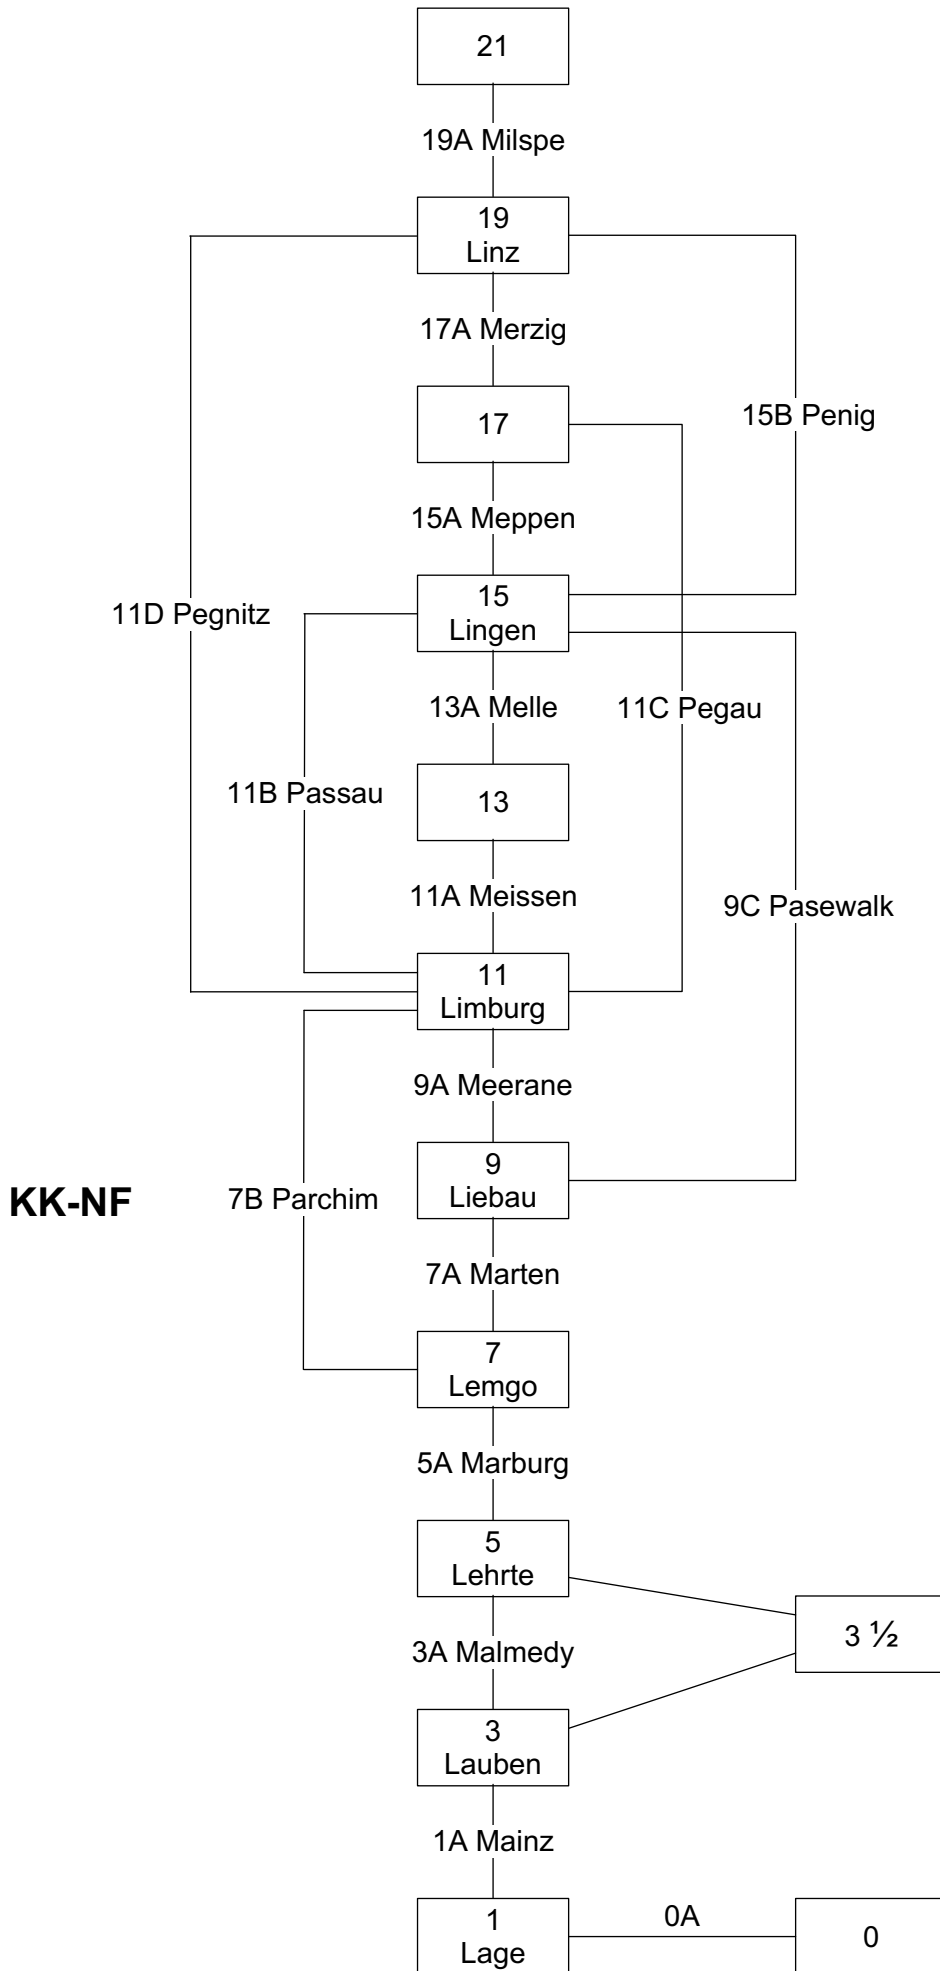 21
19A Milspe
19
Linz
17A Merzig
17
15B Penig
15A Meppen
15
Lingen
11D Pegnitz
13A Melle
11C Pegau
11B Passau
13
11A Meissen
9C Pasewalk
11
Limburg
9A Meerane
9
Liebau
KK-NF
7B Parchim
7A Marten
7
Lemgo
5A Marburg
5
Lehrte
3 ½
3A Malmedy
3
Lauben
1A Mainz
1
Lage
0A
0